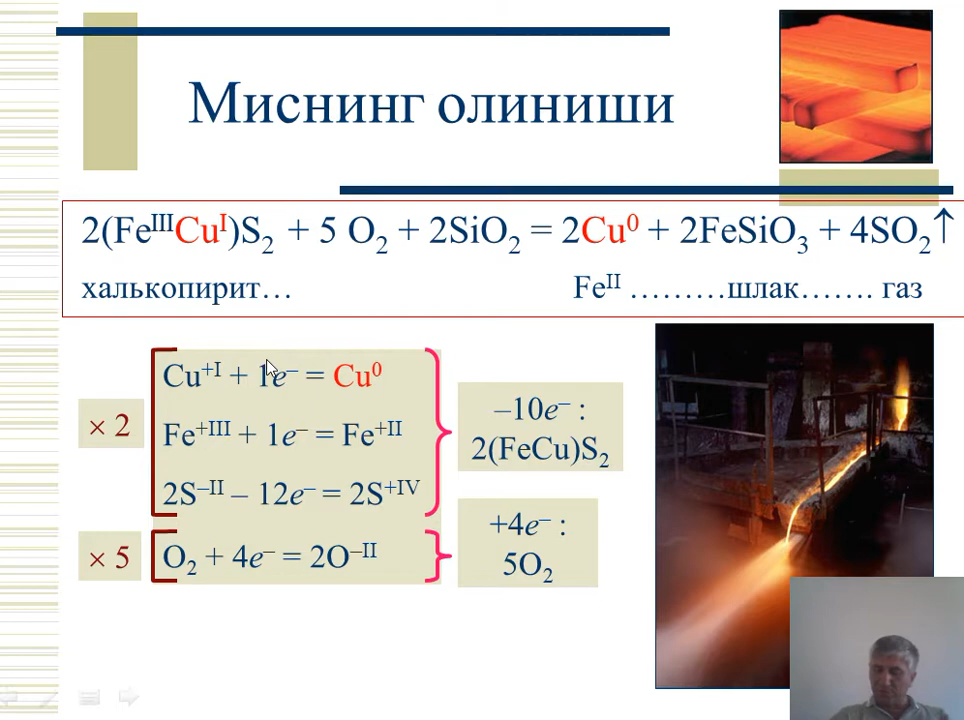 Миснинг олиниши
2(FeᴵᴵᴵCuᴵ)S₂ + 5 O₂ + 2SiO₂ = 2Cu⁰ + 2FeSiO₃ + 4SO₂↑
халькопирит… Feᴵᴵ ………шлак……. газ
× 2
Cu⁺ᴵ + 1e⁻ = Cu⁰
Fe⁺ᴵᴵᴵ + 1e⁻ = Fe⁺ᴵᴵ
2S⁻ᴵᴵ – 12e⁻ = 2S⁺ᴵⱽ
–10e⁻ :
2(FeCu)S₂
× 5
O₂ + 4e⁻ = 2O⁻ᴵᴵ
+4e⁻ :
5O₂